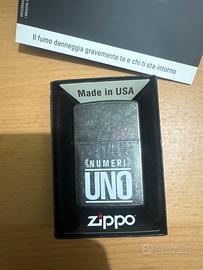 Il fumo danneggia gravemente te e chi ti sta intorno
Made in USA
NUMERI
UNO
zippo